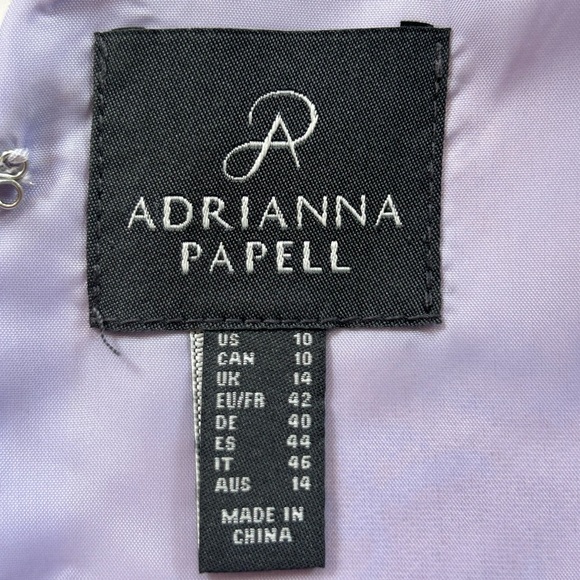 ADRIANNA
PAPELL
US 10
CAN 10
UK 14
EU/FR 42
DE 40
ES 44
IT 46
AUS 14
MADE IN
CHINA